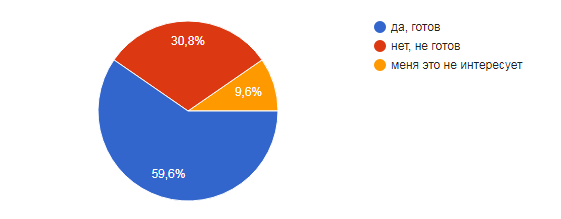 30,8%
9,6%
59,6%
да, готов
нет, не готов
меня это не интересует